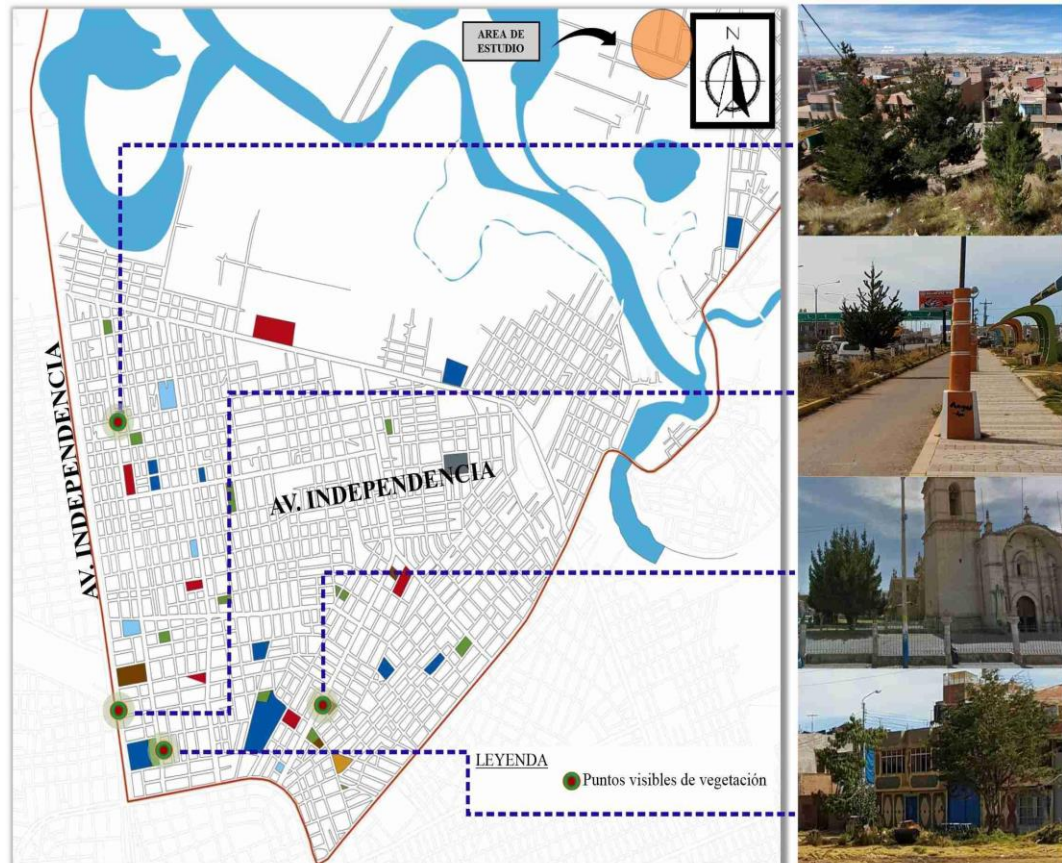 AREA DE
ESTUDIO
N
AV. INDEPENDENCIA
AV. INDEPENDENCIA
LEYENDA
Puntos visibles de vegetación